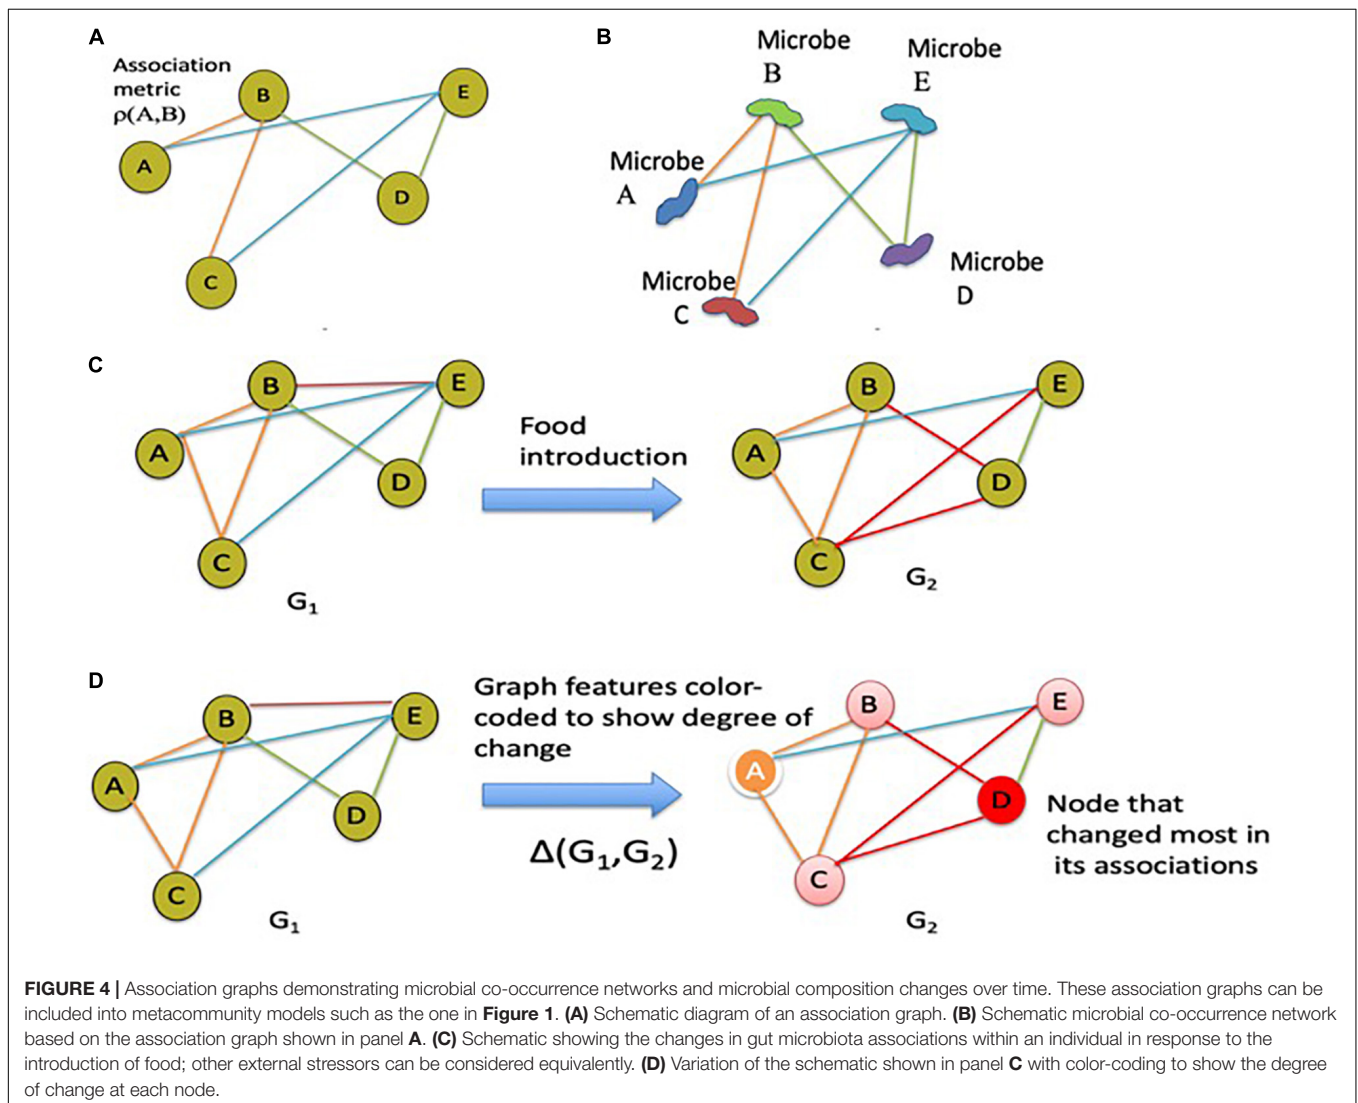 A
Association
metric
ρ(A,B)
B
E
A
D
C
B
Microbe
B
Microbe
E
Microbe
A
Microbe
C
Microbe
D
C
B
E
A
D
C
G1
Food
introduction
B
E
A
D
C
G2
D
B
E
A
D
C
G1
Graph features color-
coded to show degree of
change
Δ(G1,G2)
B
E
A
D
C
G2
Node that
changed most in
its associations
FIGURE 4 | Association graphs demonstrating microbial co-occurrence networks and microbial composition changes over time. These association graphs can be
included into metacommunity models such as the one in Figure 1. (A) Schematic diagram of an association graph. (B) Schematic microbial co-occurrence network
based on the association graph shown in panel A. (C) Schematic showing the changes in gut microbiota associations within an individual in response to the
introduction of food; other external stressors can be considered equivalently. (D) Variation of the schematic shown in panel C with color-coding to show the degree
of change at each node.